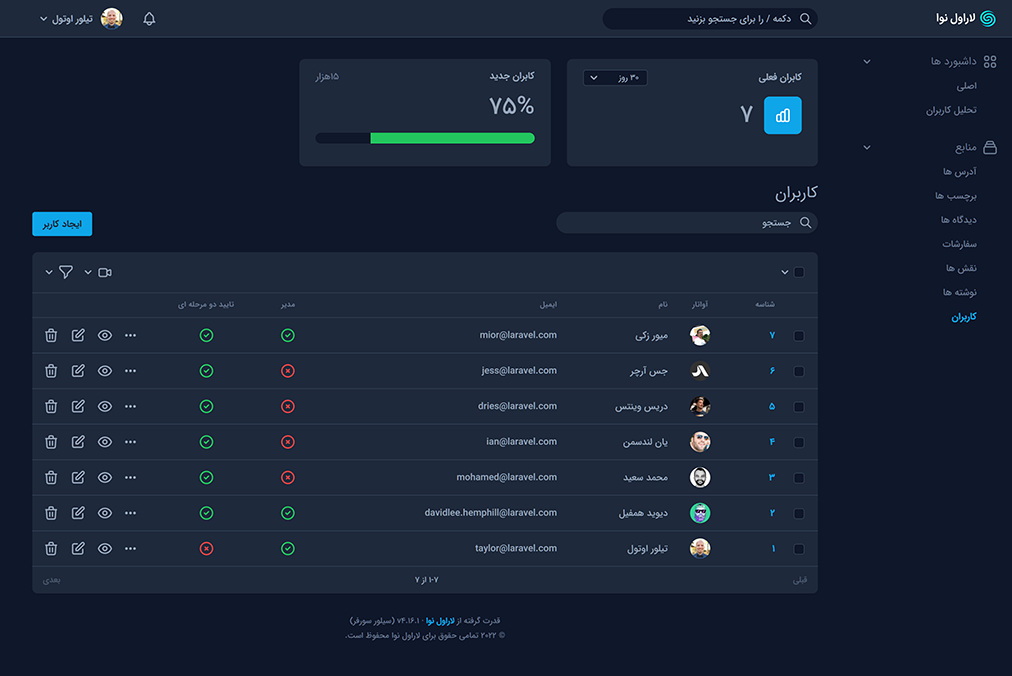 لاراول نوا
دکمه / را برای جستجو بزنید
تیلور اوتول
داشبورد ها
اصلی
تحلیل کاربران
منابع
آدرس ها
برچسب ها
دیدگاه ها
سفارشات
نقش ها
نوشته ها
کاربران
کابران فعلی
۳۰ روز
۷
کابران جدید
۱۵هزار
۷۵%
کاربران
جستجو
ایجاد کاربر
شناسه آواتار نام ایمیل مدیر تایید دو مرحله ای
۷ میور زکی mior@laravel.com
۶ جس آرچر jess@laravel.com
۵ دریس وینتس dries@laravel.com
۴ یان لندسمن ian@laravel.com
۳ محمد سعید mohamed@laravel.com
۲ دیوید همفیل davidlee.hemphill@laravel.com
۱ تیلور اوتول taylor@laravel.com
قبلی ۱-۷ از ۷ بعدی
قدرت گرفته از لاراول نوا · v۴.۱۶.۱ (سیلور سورفر)
© ۲۰۲۲ تمامی حقوق برای لاراول نوا محفوظ است.